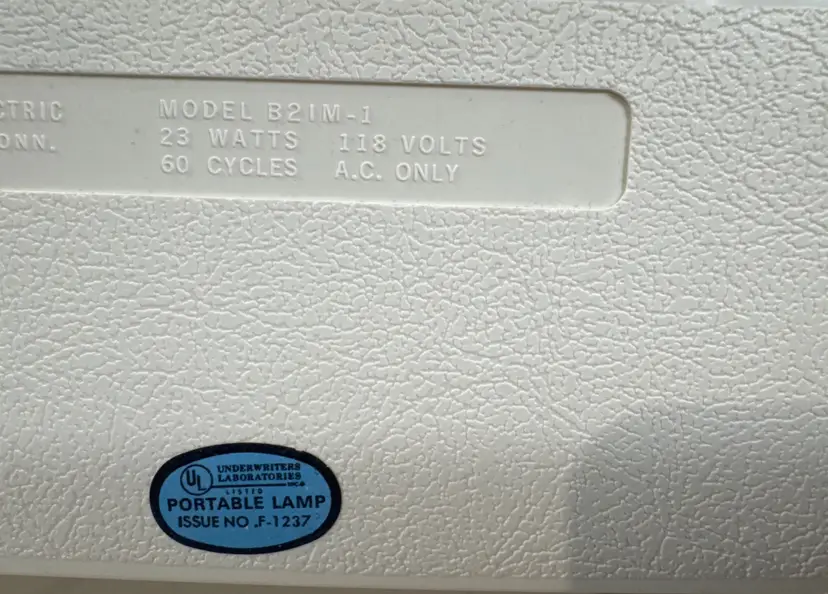 CTRIC MODEL B21M-1
ONN. 23 WATTS 118 VOLTS
60 CYCLES A.C. ONLY
UL
UNDERWRITERS
LABORATORIES
INC.®
LISTED
PORTABLE LAMP
ISSUE NO. F-1237